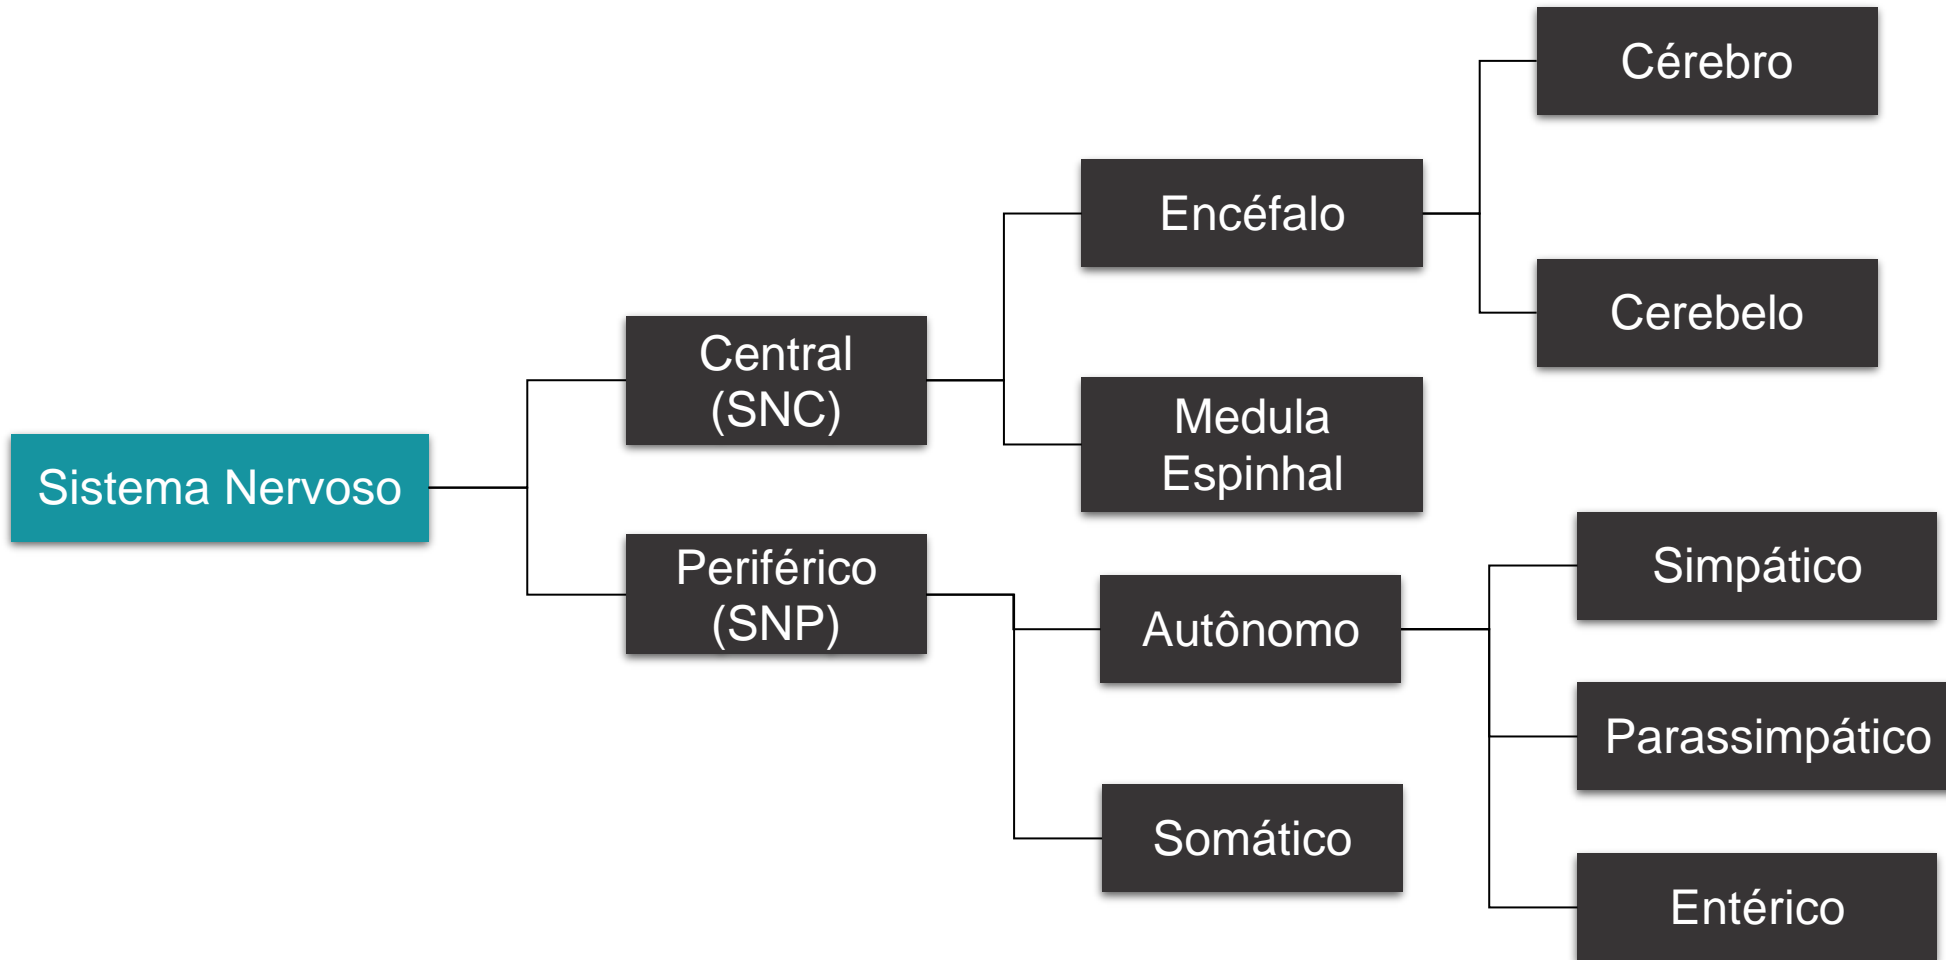 Cérebro
Encéfalo
Cerebelo
Central
(SNC)
Medula
Espinhal
Sistema Nervoso
Periférico
(SNP)
Autônomo
Simpático
Parassimpático
Somático
Entérico